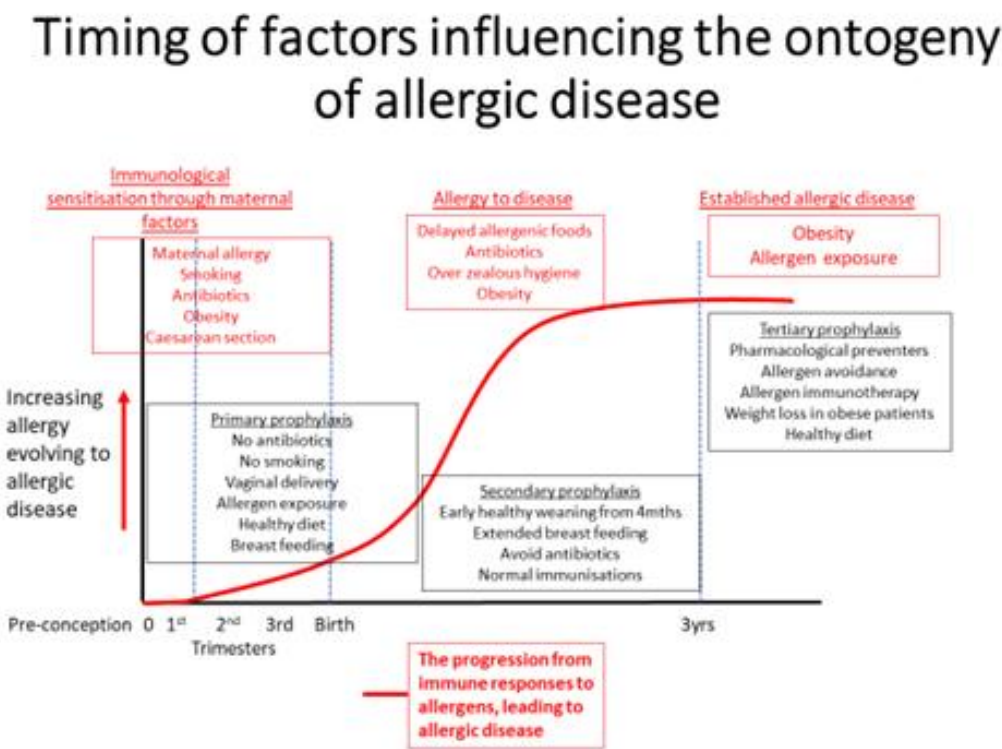 Timing of factors influencing the ontogeny
of allergic disease
Immunological
sensitisation through maternal
factors
Maternal allergy
Smoking
Antibiotics
Obesity
Caesarean section
Allergy to disease
Delayed allergenic foods
Antibiotics
Over zealous hygiene
Obesity
Established allergic disease
Obesity
Allergen exposure
Tertiary prophylaxis
Pharmacological preventers
Allergen avoidance
Allergen immunotherapy
Weight loss in obese patients
Healthy diet
Increasing
allergy
evolving to
allergic
disease
Primary prophylaxis
No antibiotics
No smoking
Vaginal delivery
Allergen exposure
Healthy diet
Breast feeding
Secondary prophylaxis
Early healthy weaning from 4mths
Extended breast feeding
Avoid antibiotics
Normal immunisations
Pre-conception 0 1st 2nd 3rd Birth 3yrs
Trimesters
The progression from
immune responses to
allergens, leading to
allergic disease